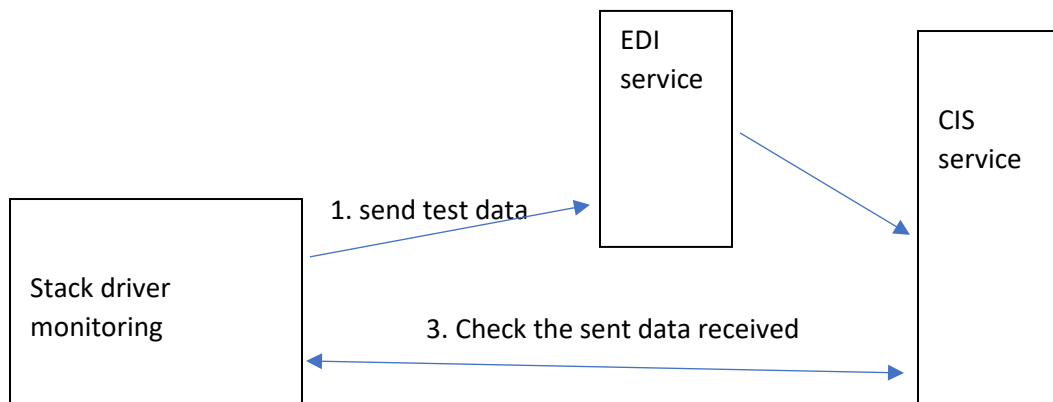 EDI
service
CIS
service
1. send test data
Stack driver
monitoring
3. Check the sent data received